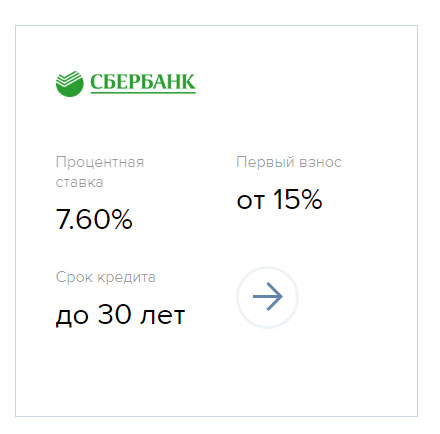 СБЕРБАНК
Процентная
ставка
7.60%
Первый взнос
от 15%
Срок кредита
до 30 лет